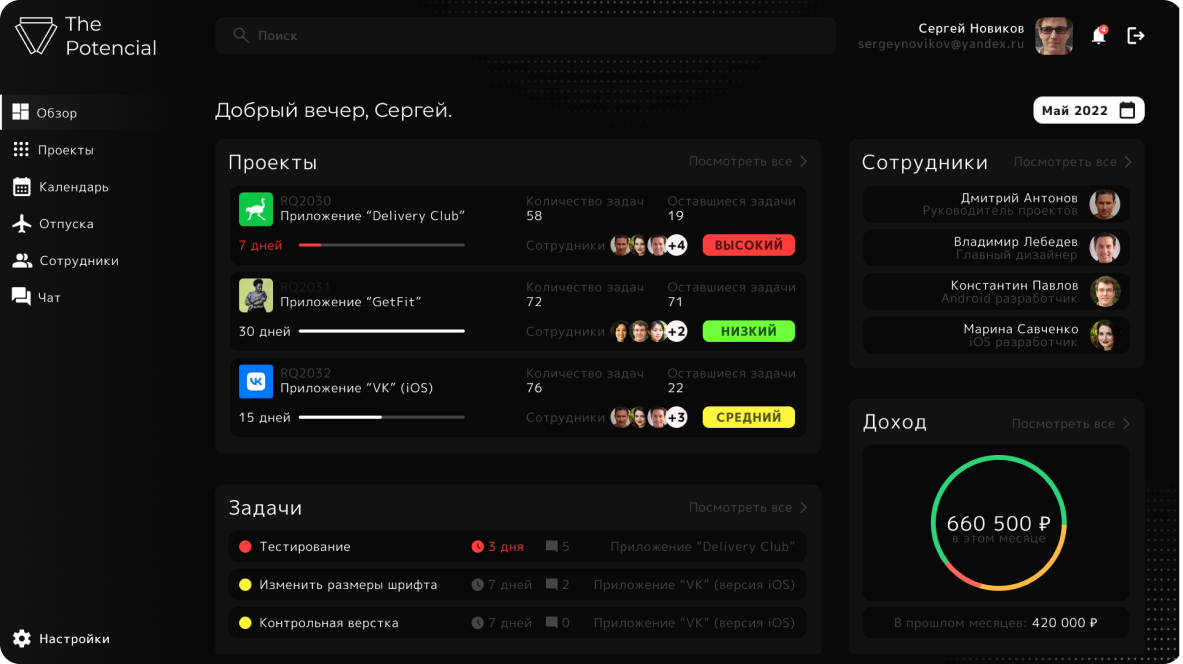 The
Potencial
Поиск
Сергей Новиков
sergeynovikov@yandex.ru
4
Обзор
Проекты
Календарь
Отпуска
Сотрудники
Чат
Настройки
Добрый вечер, Сергей.
Май 2022
Проекты
Посмотреть все
RQ2030
Приложение “Delivery Club”
Количество задач
58
Оставшиеся задачи
19
7 дней
Сотрудники
+4
ВЫСОКИЙ
RQ2031
Приложение “GetFit”
Количество задач
72
Оставшиеся задачи
71
30 дней
Сотрудники
+2
НИЗКИЙ
RQ2032
Приложение “VK” (iOS)
Количество задач
76
Оставшиеся задачи
22
15 дней
Сотрудники
+3
СРЕДНИЙ
Задачи
Посмотреть все
Тестирование 3 дня 5 Приложение “Delivery Club”
Изменить размеры шрифта 7 дней 2 Приложение “VK” (версия iOS)
Контрольная верстка 7 дней 0 Приложение “VK” (версия iOS)
Сотрудники
Посмотреть все
Дмитрий Антонов
Руководитель проектов
Владимир Лебедев
Главный дизайнер
Константин Павлов
Android разработчик
Марина Савченко
iOS разработчик
Доход
Посмотреть все
660 500 ₽
в этом месяце
В прошлом месяцев: 420 000 ₽